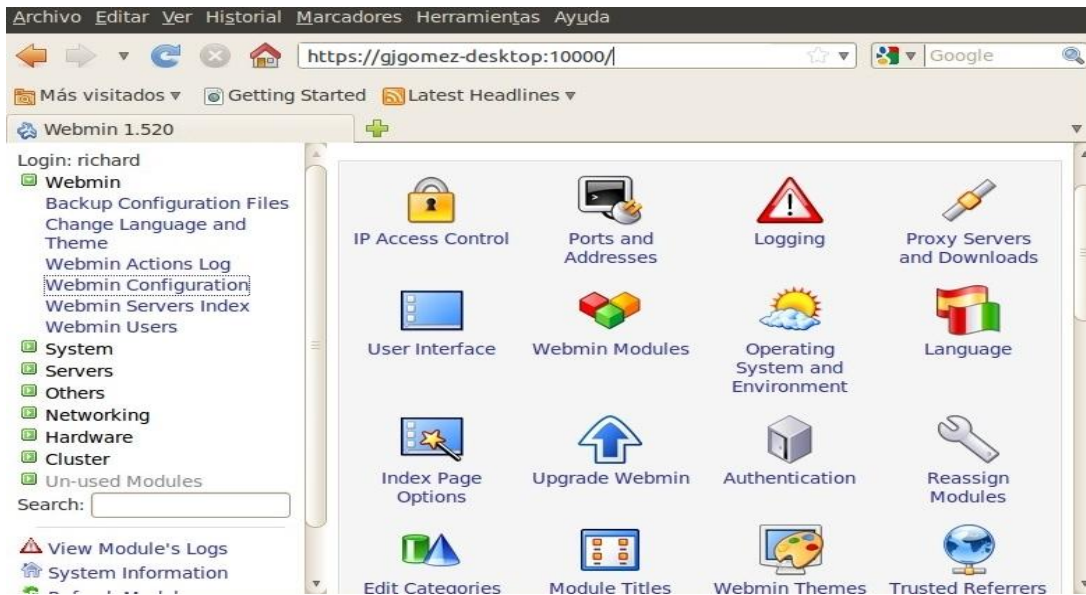 Archivo Editar Ver Historial Marcadores Herramientas Ayuda
https://gjgomez-desktop:10000/
Google
Más visitados
Getting Started
Latest Headlines
Webmin 1.520
Login: richard
Webmin
Backup Configuration Files
Change Language and
Theme
Webmin Actions Log
Webmin Configuration
Webmin Servers Index
Webmin Users
System
Servers
Others
Networking
Hardware
Cluster
Un-used Modules
Search:
View Module's Logs
System Information
IP Access Control
Ports and
Addresses
Logging
Proxy Servers
and Downloads
User Interface
Webmin Modules
Operating
System and
Environment
Language
Index Page
Options
Upgrade Webmin
Authentication
Reassign
Modules
Edit Categories
Module Titles
Webmin Themes
Trusted Referrers